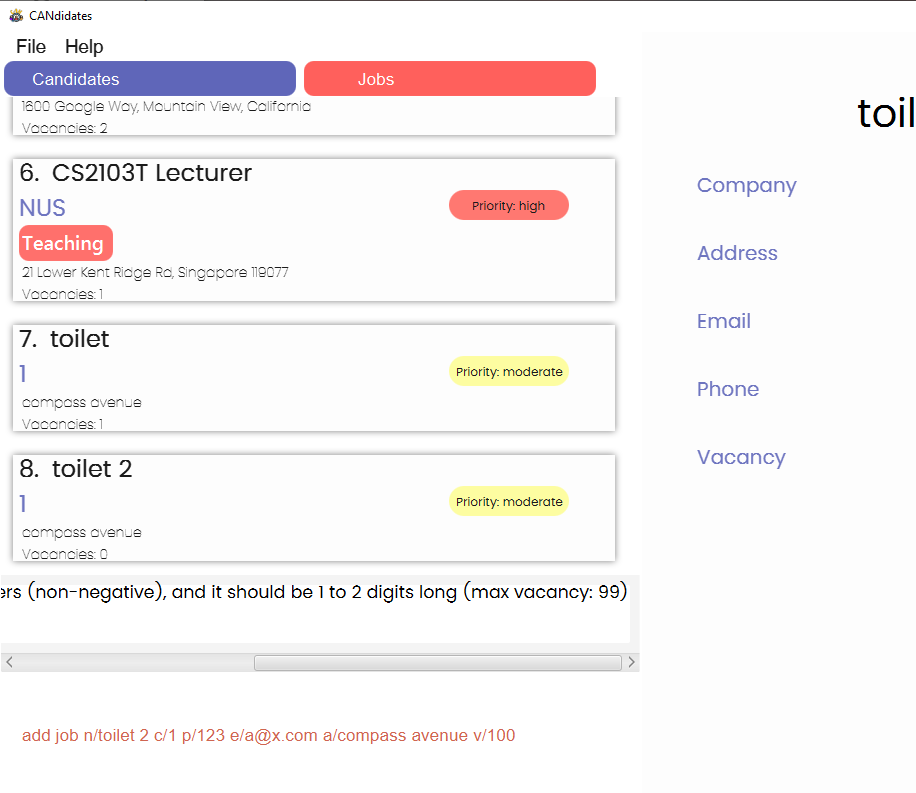 CANdidates
File Help
Candidates Jobs
1600 Google Way, Mountain View, California
Vacancies: 2
6. CS2103T Lecturer
NUS
Priority: high
Teaching
21 Lower Kent Ridge Rd, Singapore 119077
Vacancies: 1
7. toilet
1
Priority: moderate
compass avenue
Vacancies: 1
8. toilet 2
1
Priority: moderate
compass avenue
Vacancies: 0
ers (non-negative), and it should be 1 to 2 digits long (max vacancy: 99)
add job n/toilet 2 c/1 p/123 e/a@x.com a/compass avenue v/100
toil
Company
Address
Email
Phone
Vacancy